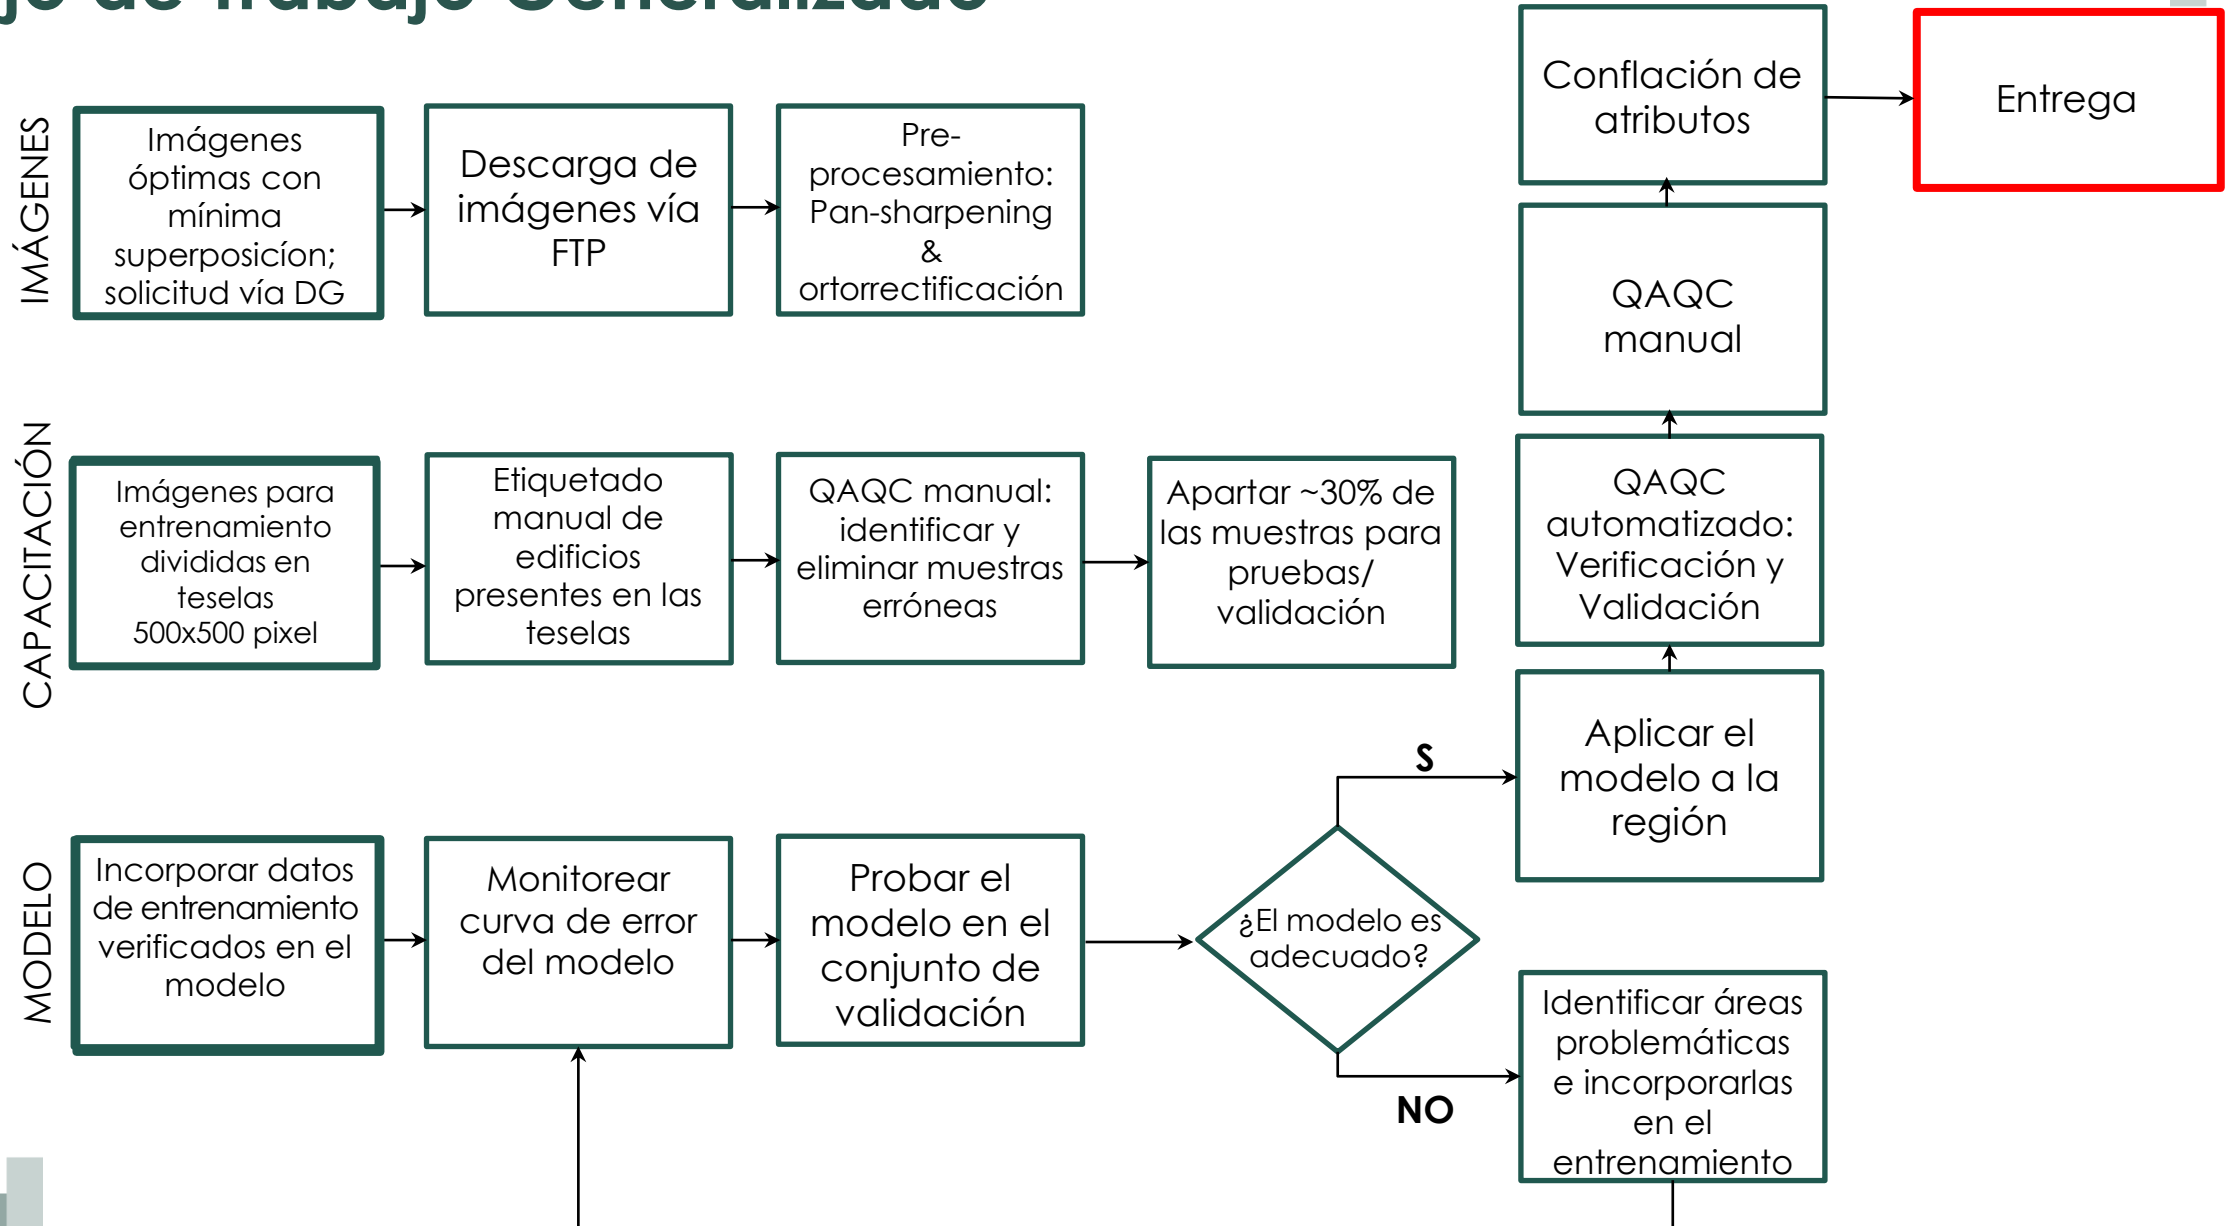 de Trabajo Generalizado
IMÁGENES
Imágenes
óptimas con
mínima
superposicíon;
solicitud vía DG
Descarga de
imágenes vía
FTP
Pre-
procesamiento:
Pan-sharpening
&
ortorrectificación
Conflación de
atributos
Entrega
QAQC
manual
CAPACITACIÓN
Imágenes para
entrenamiento
divididas en
teselas
500x500 pixel
Etiquetado
manual de
edificios
presentes en las
teselas
QAQC manual:
identificar y
eliminar muestras
erróneas
Apartar ~30% de
las muestras para
pruebas/
validación
QAQC
automatizado:
Verificación y
Validación
MODELO
Incorporar datos
de entrenamiento
verificados en el
modelo
Monitorear
curva de error
del modelo
Probar el
modelo en el
conjunto de
validación
¿El modelo es
adecuado?
S
Aplicar el
modelo a la
región
NO
Identificar áreas
problemáticas
e incorporarlas
en el
entrenamiento